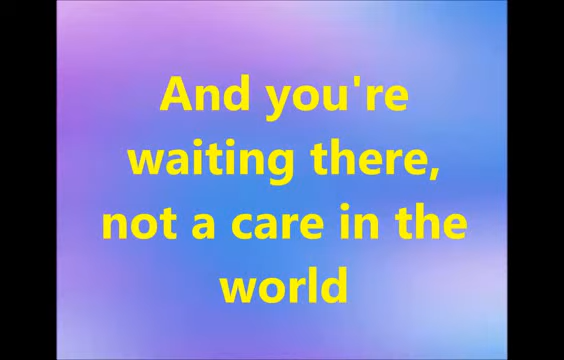 And you're
waiting there,
not a care in the
world